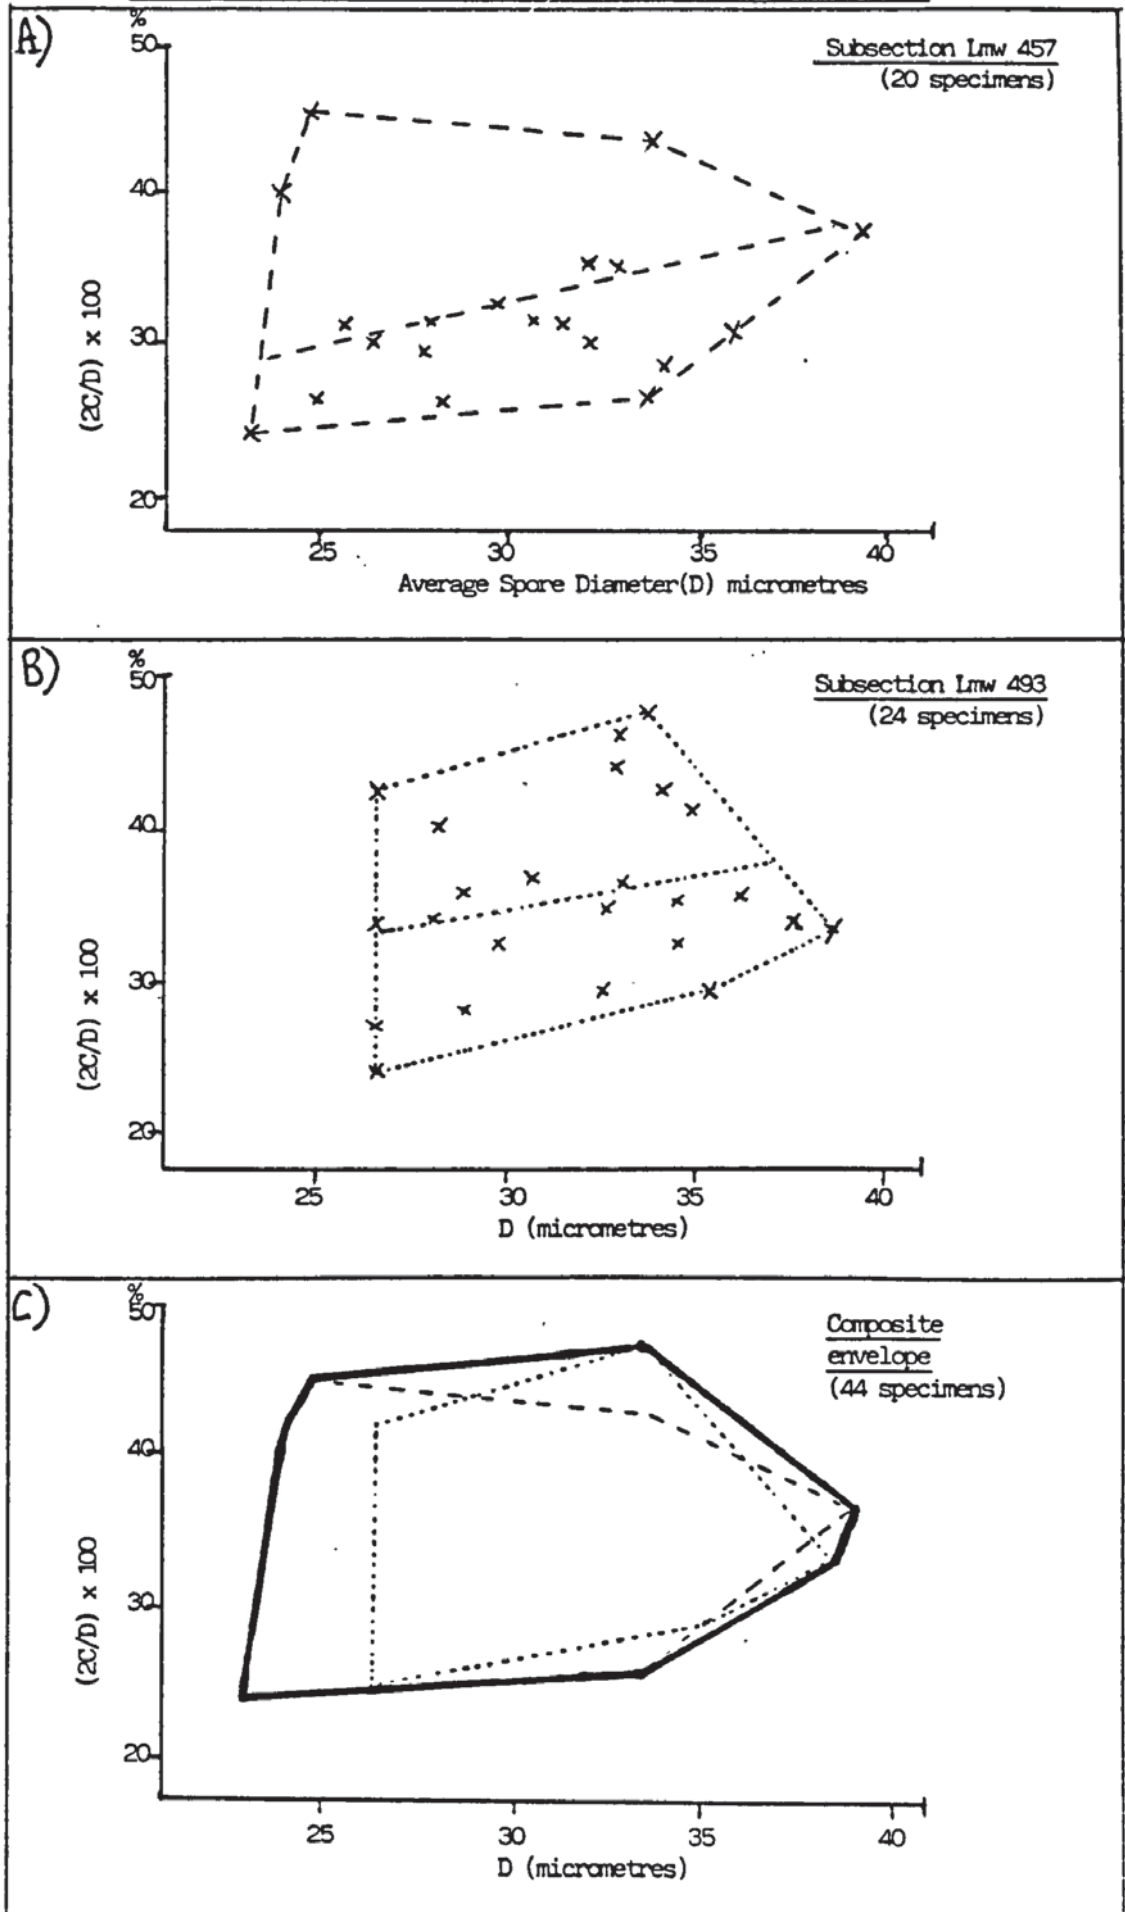 A)
%
50
Subsection Lmw 457
(20 specimens)
40
(2C/D) x 100
30
20
25 30 35 40
Average Spore Diameter(D) micrometres
B)
%
50
Subsection Lmw 493
(24 specimens)
40
(2C/D) x 100
30
20
25 30 35 40
D (micrometres)
C)
%
50
Composite
envelope
(44 specimens)
40
(2C/D) x 100
30
20
25 30 35 40
D (micrometres)